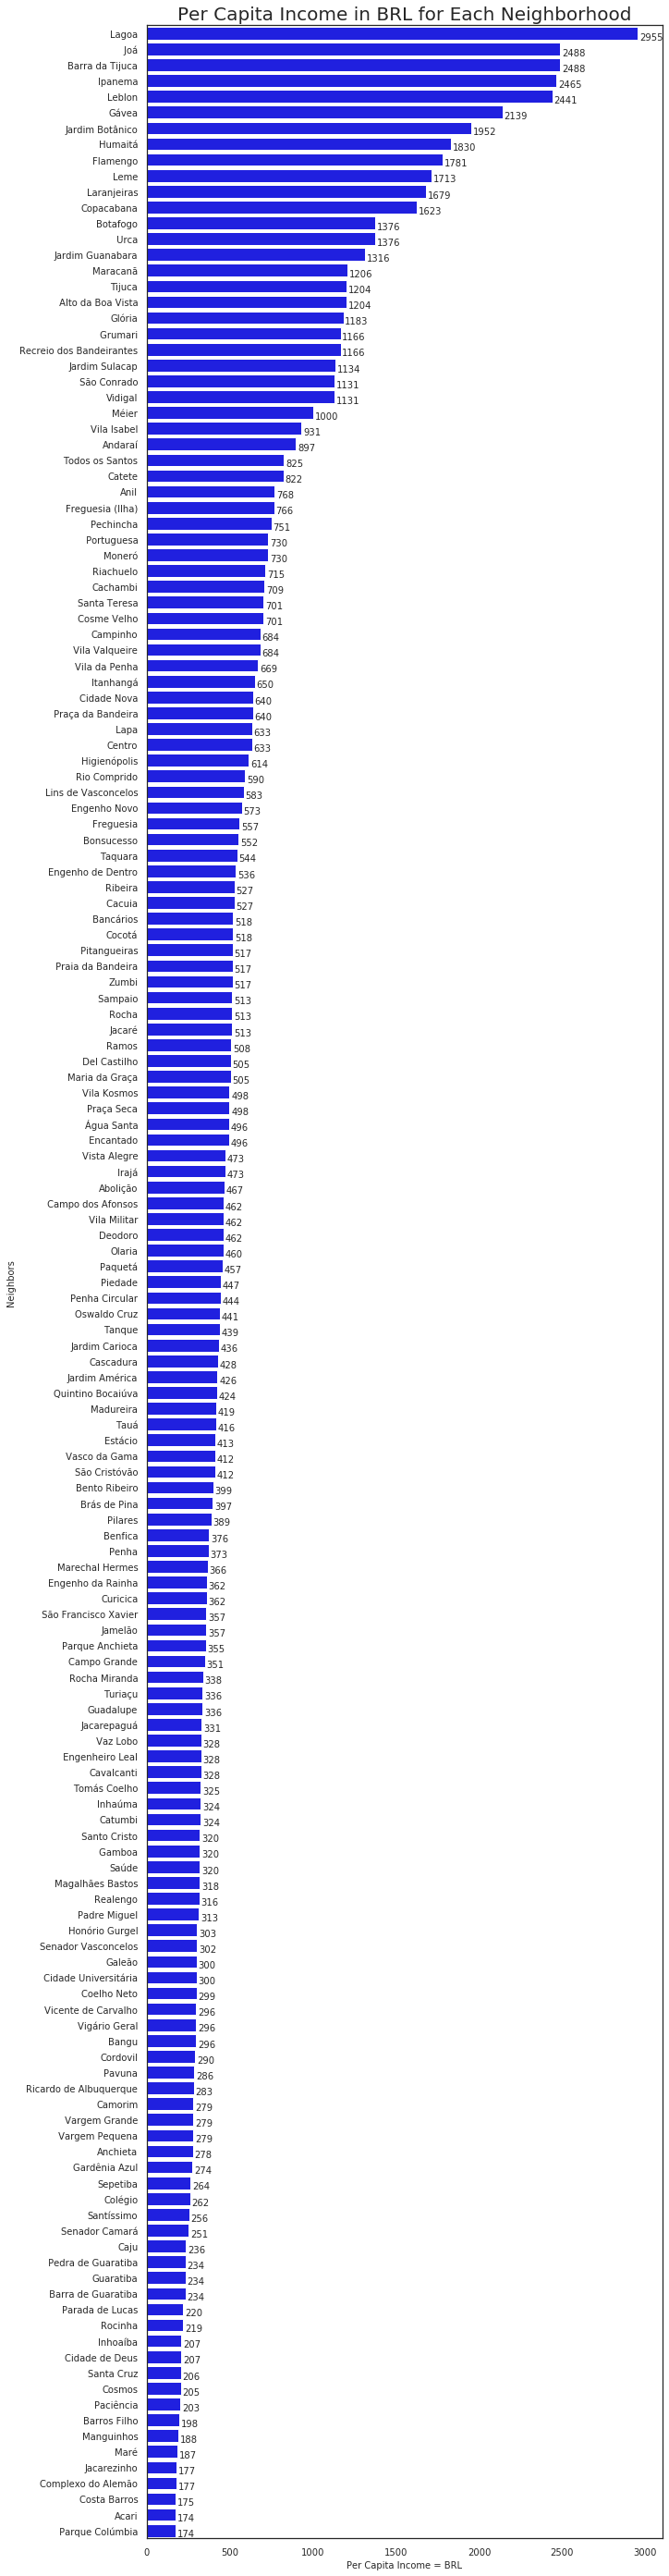 Per Capita Income in BRL for Each Neighborhood
Lagoa 2955
Joá 2488
Barra da Tijuca 2488
Ipanema 2465
Leblon 2441
Gávea 2139
Jardim Botânico 1952
Humaitá 1830
Flamengo 1781
Leme 1713
Laranjeiras 1679
Copacabana 1623
Botafogo 1376
Urca 1376
Jardim Guanabara 1316
Maracanã 1206
Tijuca 1204
Alto da Boa Vista 1204
Glória 1183
Grumari 1166
Recreio dos Bandeirantes 1166
Jardim Sulacap 1134
São Conrado 1131
Vidigal 1131
Méier 1000
Vila Isabel 931
Andaraí 897
Todos os Santos 825
Catete 822
Anil 768
Freguesia (Ilha) 766
Pechincha 751
Portuguesa 730
Moneró 730
Riachuelo 715
Cachambi 709
Santa Teresa 701
Cosme Velho 701
Campinho 684
Vila Valqueire 684
Vila da Penha 669
Itanhangá 650
Cidade Nova 640
Praça da Bandeira 640
Lapa 633
Centro 633
Higienópolis 614
Rio Comprido 590
Lins de Vasconcelos 583
Engenho Novo 573
Freguesia 557
Bonsucesso 552
Taquara 544
Engenho de Dentro 536
Ribeira 527
Cacuia 527
Bancários 518
Cocotá 518
Pitangueiras 517
Praia da Bandeira 517
Zumbi 517
Sampaio 513
Rocha 513
Jacaré 513
Ramos 508
Del Castilho 505
Maria da Graça 505
Vila Kosmos 498
Praça Seca 498
Água Santa 496
Encantado 496
Vista Alegre 473
Irajá 473
Abolição 467
Campo dos Afonsos 462
Vila Militar 462
Deodoro 462
Olaria 460
Paquetá 457
Piedade 447
Penha Circular 444
Oswaldo Cruz 441
Tanque 439
Jardim Carioca 436
Cascadura 428
Jardim América 426
Quintino Bocaiúva 424
Madureira 419
Tauá 416
Estácio 413
Vasco da Gama 412
São Cristóvão 412
Bento Ribeiro 399
Brás de Pina 397
Pilares 389
Benfica 376
Penha 373
Marechal Hermes 366
Engenho da Rainha 362
Curicica 362
São Francisco Xavier 357
Jamelão 357
Parque Anchieta 355
Campo Grande 351
Rocha Miranda 338
Turiaçu 336
Guadalupe 336
Jacarepaguá 331
Vaz Lobo 328
Engenheiro Leal 328
Cavalcanti 328
Tomás Coelho 325
Inhaúma 324
Catumbi 324
Santo Cristo 320
Gamboa 320
Saúde 320
Magalhães Bastos 318
Realengo 316
Padre Miguel 313
Honório Gurgel 303
Senador Vasconcelos 302
Galeão 300
Cidade Universitária 300
Coelho Neto 299
Vicente de Carvalho 296
Vigário Geral 296
Bangu 296
Cordovil 290
Pavuna 286
Ricardo de Albuquerque 283
Camorim 279
Vargem Grande 279
Vargem Pequena 279
Anchieta 278
Gardênia Azul 274
Sepetiba 264
Colégio 262
Santíssimo 256
Senador Camará 251
Caju 236
Pedra de Guaratiba 234
Guaratiba 234
Barra de Guaratiba 234
Parada de Lucas 220
Rocinha 219
Inhoaíba 207
Cidade de Deus 207
Santa Cruz 206
Cosmos 205
Paciência 203
Barros Filho 198
Manguinhos 188
Maré 187
Jacarezinho 177
Complexo do Alemão 177
Costa Barros 175
Acari 174
Parque Colúmbia 174
Neighbors
0 500 1000 1500 2000 2500 3000
Per Capita Income = BRL